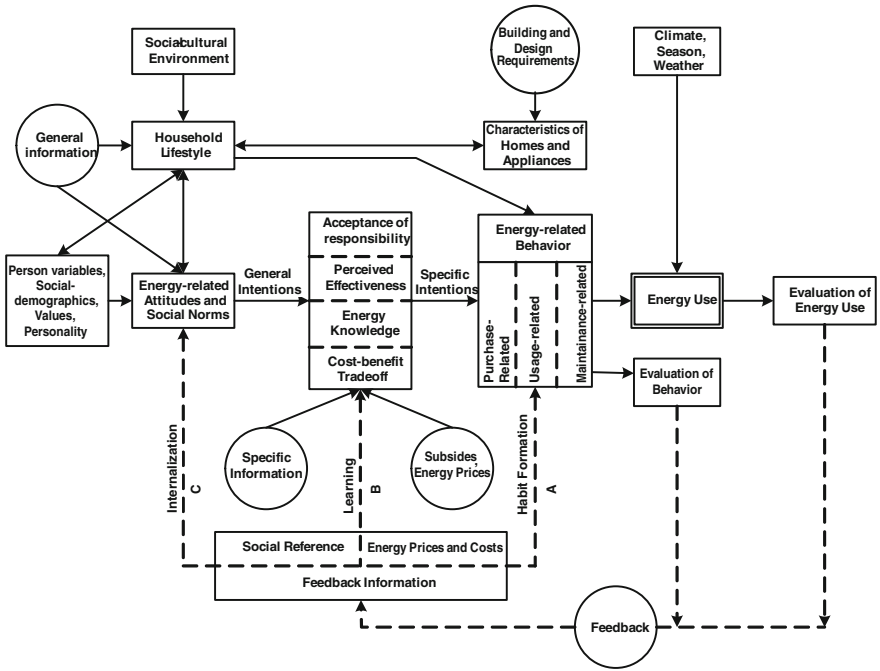 Social-cultural
Environment
Building and
Design
Requirements
Climate,
Season,
Weather
General
information
Household
Lifestyle
Characteristics of
Homes and
Appliances
Acceptance of
responsibility
Energy-related
Behavior
Person variables,
Social-
demographics,
Values,
Personality
Energy-related
Attitudes and
Social Norms
General
Intentions
Perceived
Effectiveness
Specific
Intentions
Energy
Knowledge
Cost-benefit
Tradeoff
Purchase-
Related
Usage-related
Maintainance-related
Energy Use
Evaluation of
Energy Use
Evaluation of
Behavior
Specific
Information
Subsides,
Energy Prices
Internalization
C
Learning
B
Habit Formation
A
Social Reference
Energy Prices and Costs
Feedback Information
Feedback